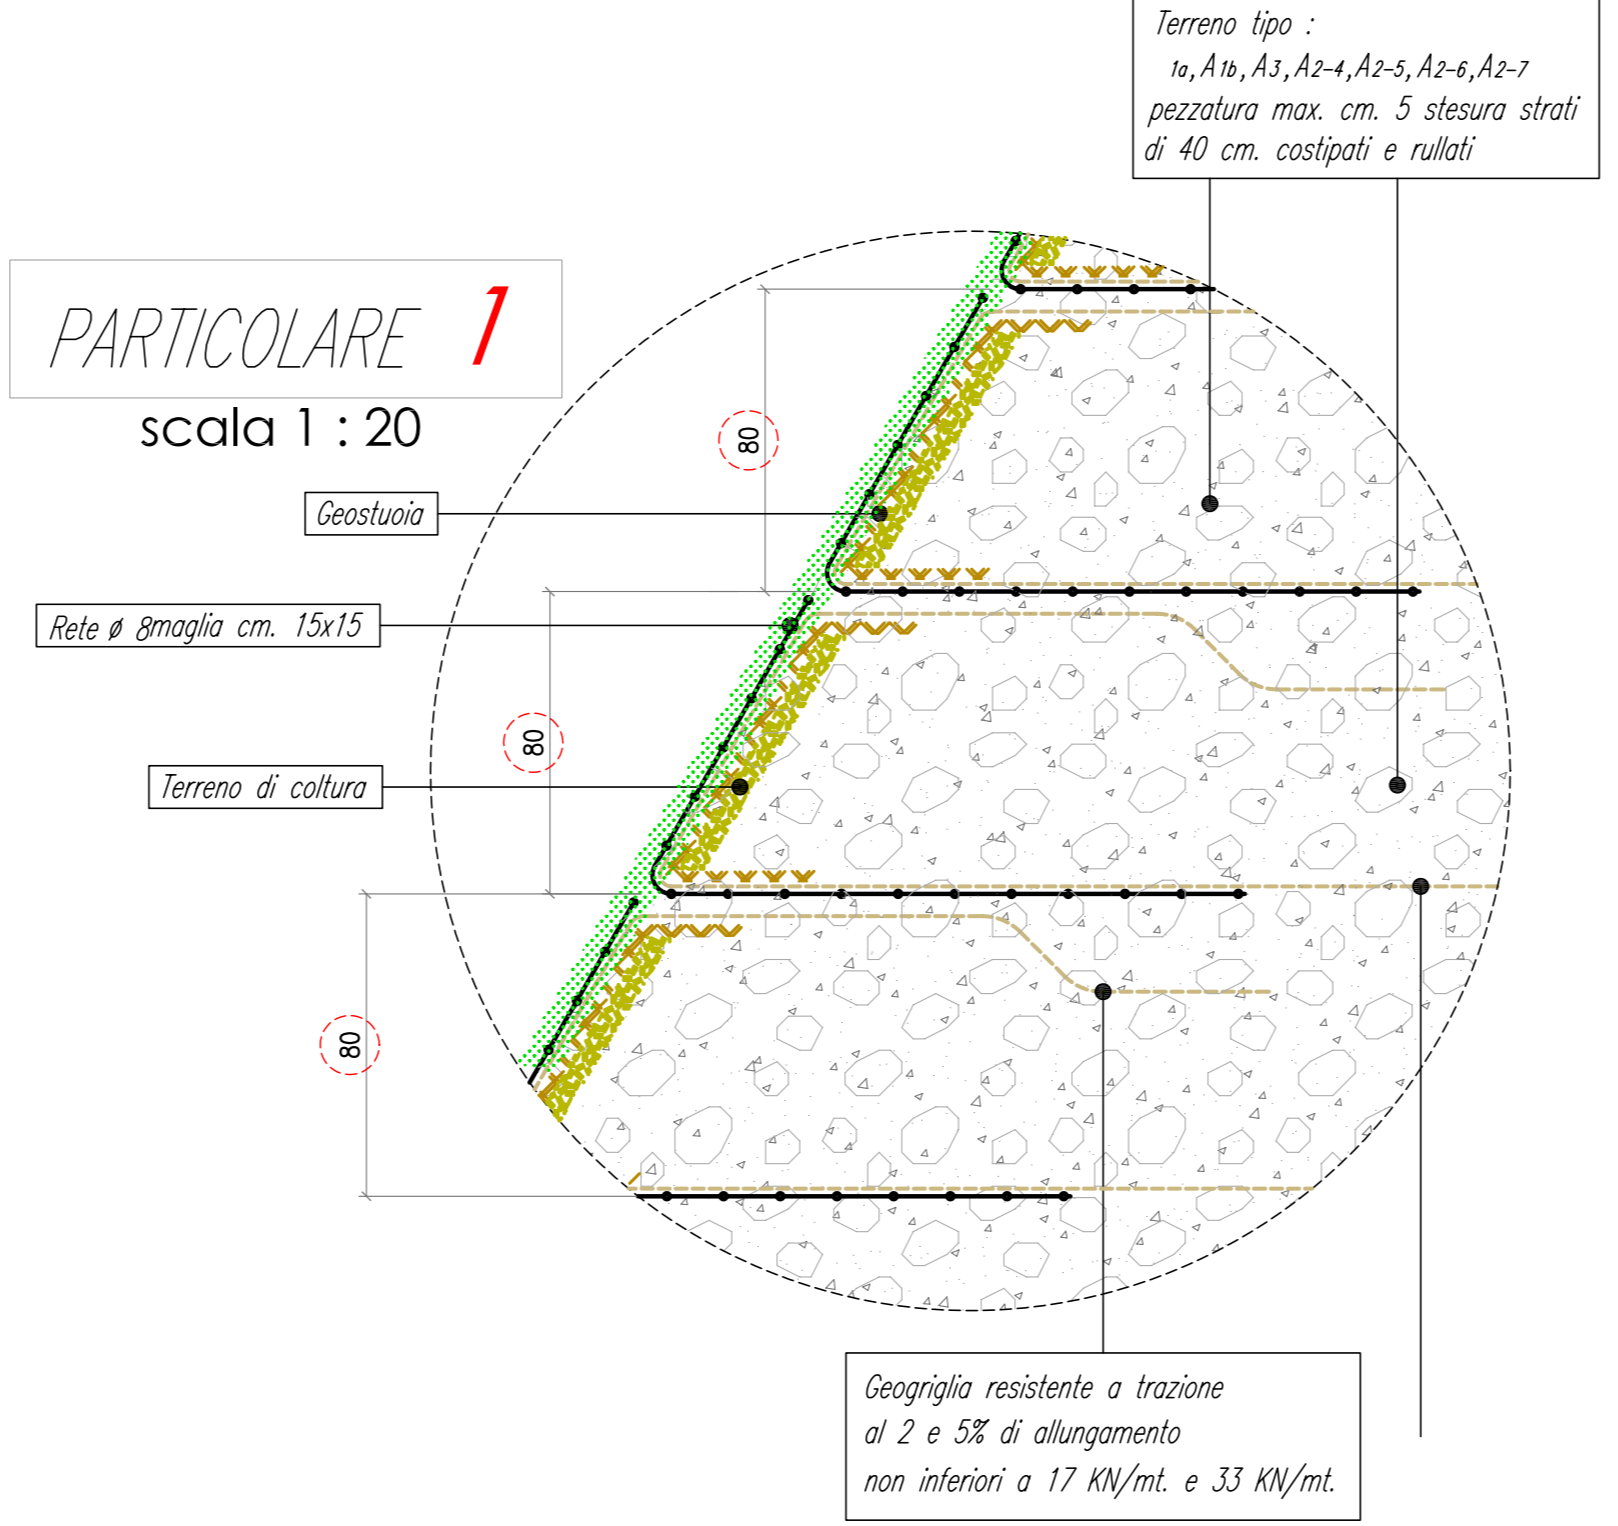 Terreno tipo :
1a, A1b, A3, A2-4, A2-5, A2-6, A2-7
pezzatura max. cm. 5 stesura strati
di 40 cm. costipati e rullati
PARTICOLARE 1
scala 1 : 20
80
Geostuoia
Rete ø 8maglia cm. 15x15
80
Terreno di coltura
80
Geogriglia resistente a trazione
al 2 e 5% di allungamento
non inferiori a 17 KN/mt. e 33 KN/mt.